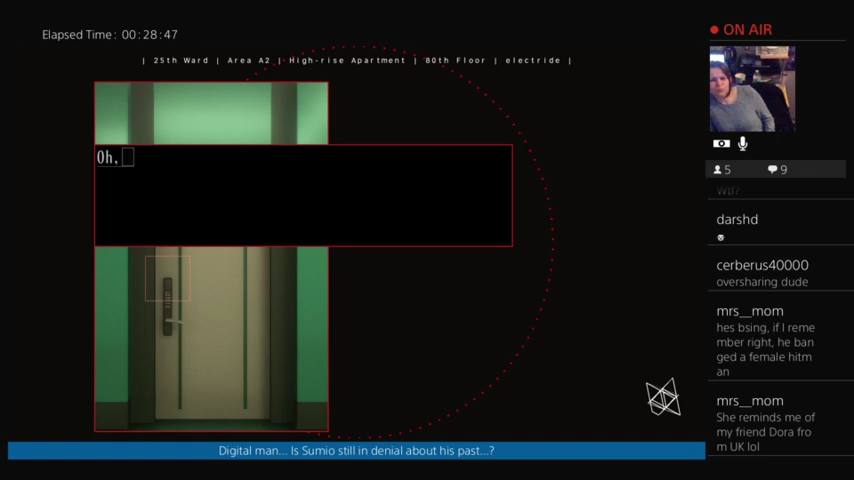 Elapsed Time: 00:28:47
| 25th Ward | Area A2 | High-rise Apartment | 80th Floor | electride |
Oh,
Digital man... Is Sumio still in denial about his past...?
ON AIR
5 9
Wtf?
darshd
cerberus40000
oversharing dude
mrs__mom
hes bsing, if I reme
mber right, he ban
ged a female hitm
an
mrs__mom
She reminds me of
my friend Dora fro
m UK lol